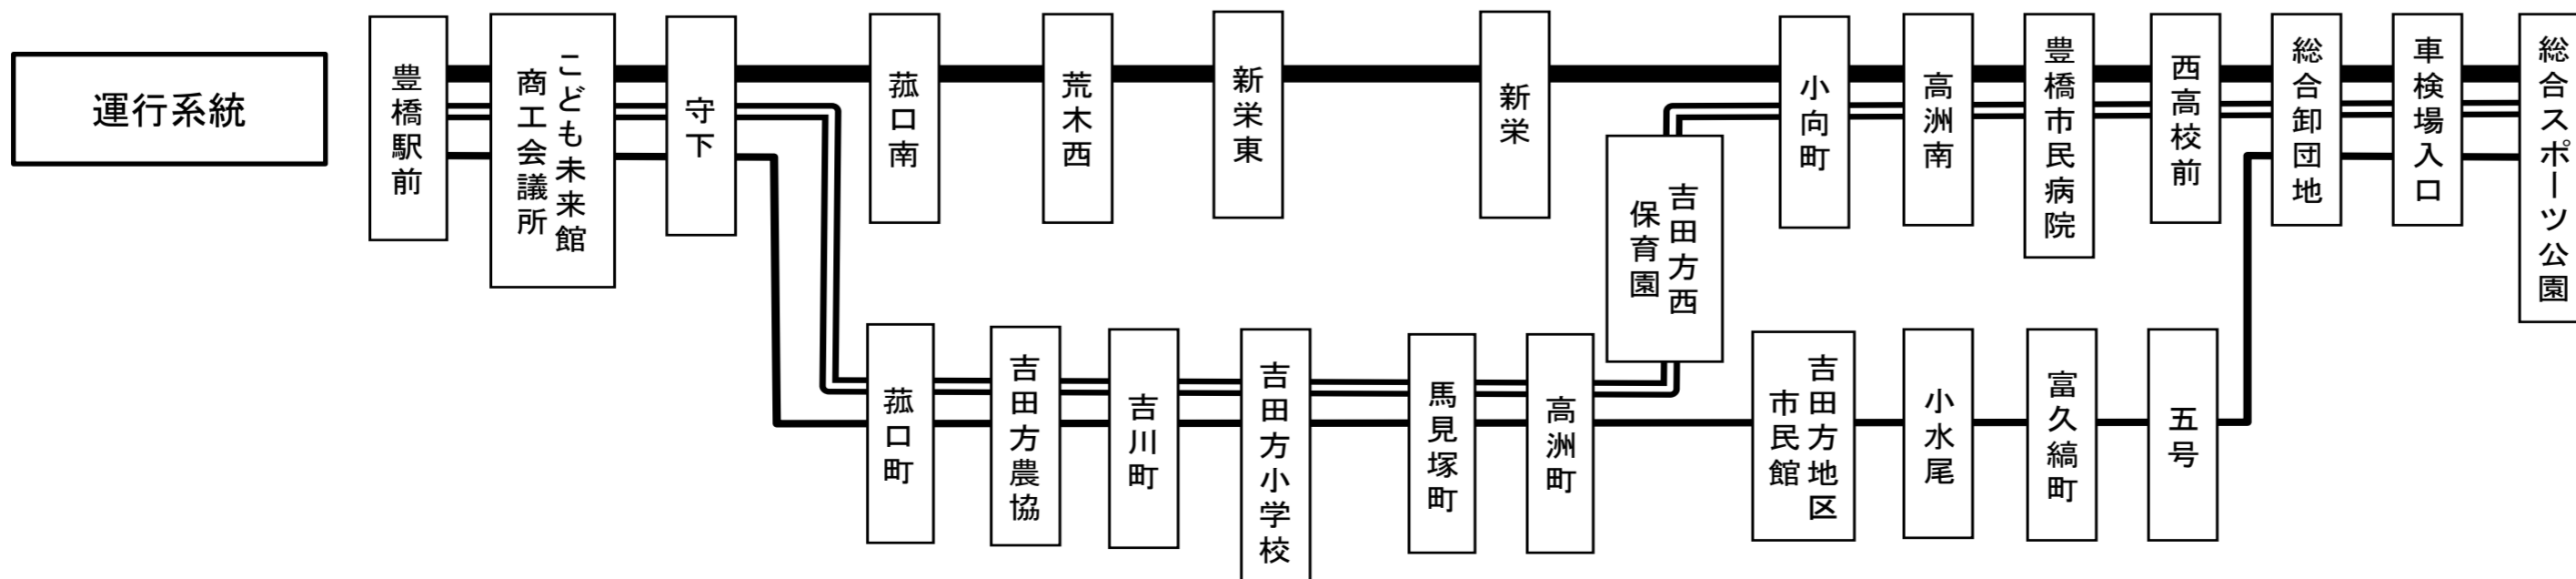 運行系統
豊橋駅前
こども未来館
商工会議所
守下
菰口南
荒木西
新栄東
新栄
小向町
高洲南
豊橋市民病院
西高校前
総合卸団地
車検場入口
総合スポーツ公園
吉田方西
保育園
菰口町
吉田方農協
吉川町
吉田方小学校
馬見塚町
高洲町
吉田方地区
市民館
小水尾
富久縞町
五号